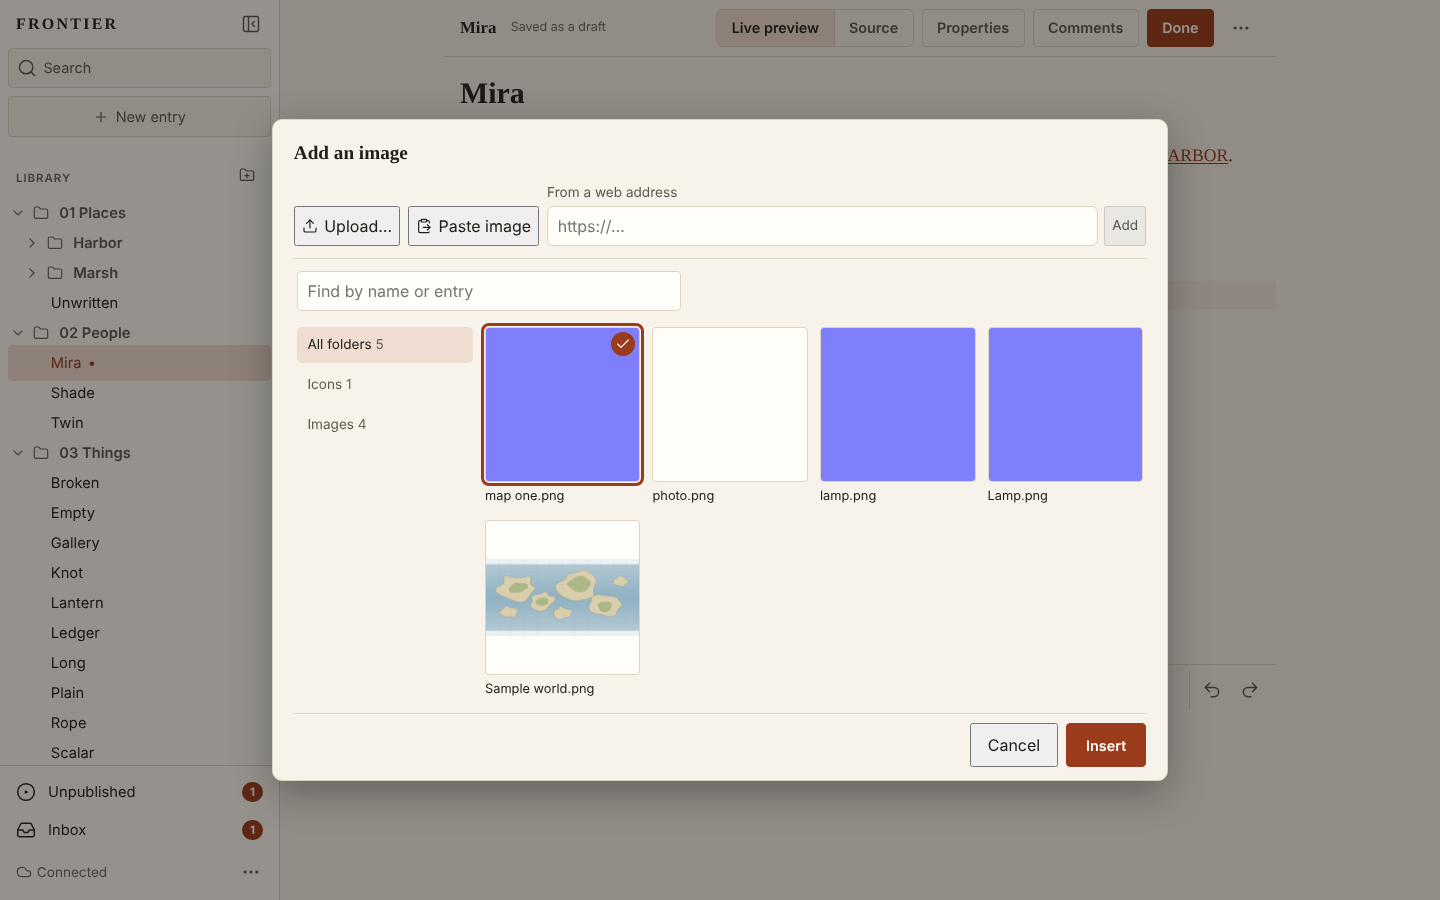 FRONTIER
Search
New entry
LIBRARY
01 Places
Harbor
Marsh
Unwritten
02 People
Mira •
Shade
Twin
03 Things
Broken
Empty
Gallery
Knot
Lantern
Ledger
Long
Plain
Rope
Scalar
Unpublished 1
Inbox 1
Connected
Mira Saved as a draft Live preview Source Properties Comments Done
Mira
ARBOR.
Add an image
From a web address
Upload... Paste image https://... Add
Find by name or entry
All folders 5
Icons 1
Images 4
map one.png photo.png lamp.png Lamp.png
Sample world.png
Cancel Insert